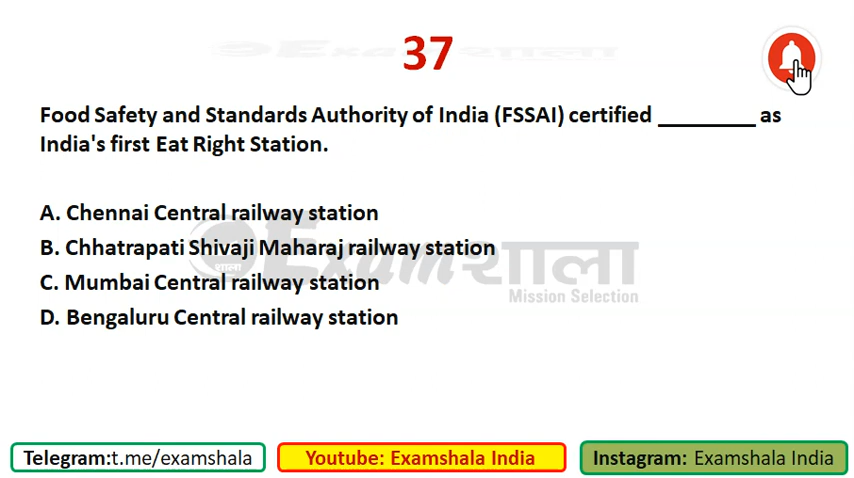 37
Food Safety and Standards Authority of India (FSSAI) certified _________ as
India's first Eat Right Station.
A. Chennai Central railway station
B. Chhatrapati Shivaji Maharaj railway station
C. Mumbai Central railway station
D. Bengaluru Central railway station
Examशाला
शाला
Mission Selection
Telegram:t.me/examshala
Youtube: Examshala India
Instagram: Examshala India